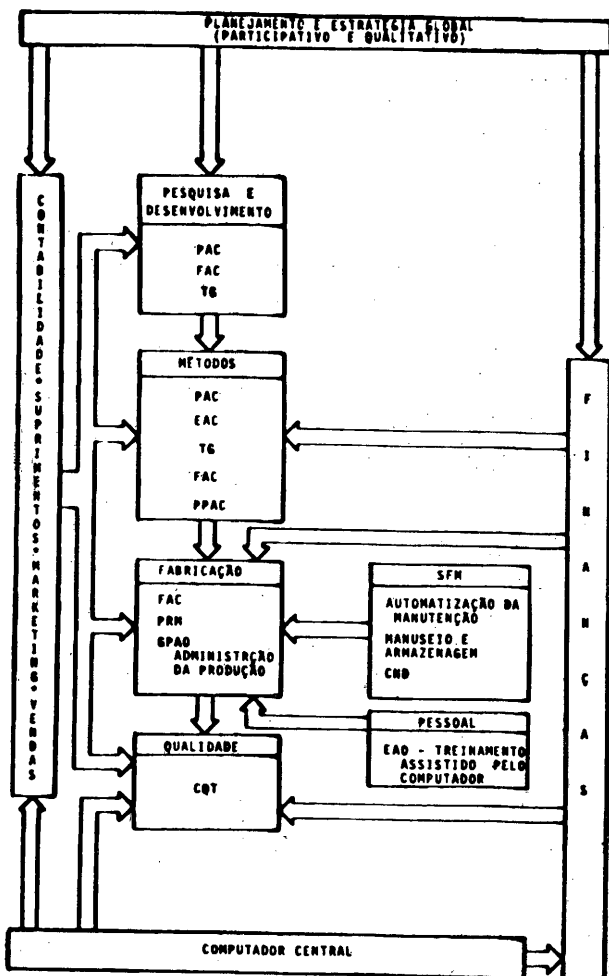 PLANEJAMENTO E ESTRATÉGIA GLOBAL
(PARTICIPATIVO E QUALITATIVO)
CONTABILIDADE*SUPRIMENTOS*MARKETING*VENDAS
PESQUISA E
DESENVOLVIMENTO
PAC
FAC
TG
MÉTODOS
PAC
EAC
TG
FAC
PPAC
FABRICAÇÃO
FAC
PRM
GPAO
ADMINISTRÇÃO
DA PRODUÇÃO
SFM
AUTOMATIZAÇÃO DA
MANUTENÇÃO
MANUSEIO E
ARMAZENAGEM
CND
PESSOAL
EAO - TREINAMENTO
ASSISTIDO PELO
COMPUTADOR
QUALIDADE
CQT
FINANÇAS
COMPUTADOR CENTRAL